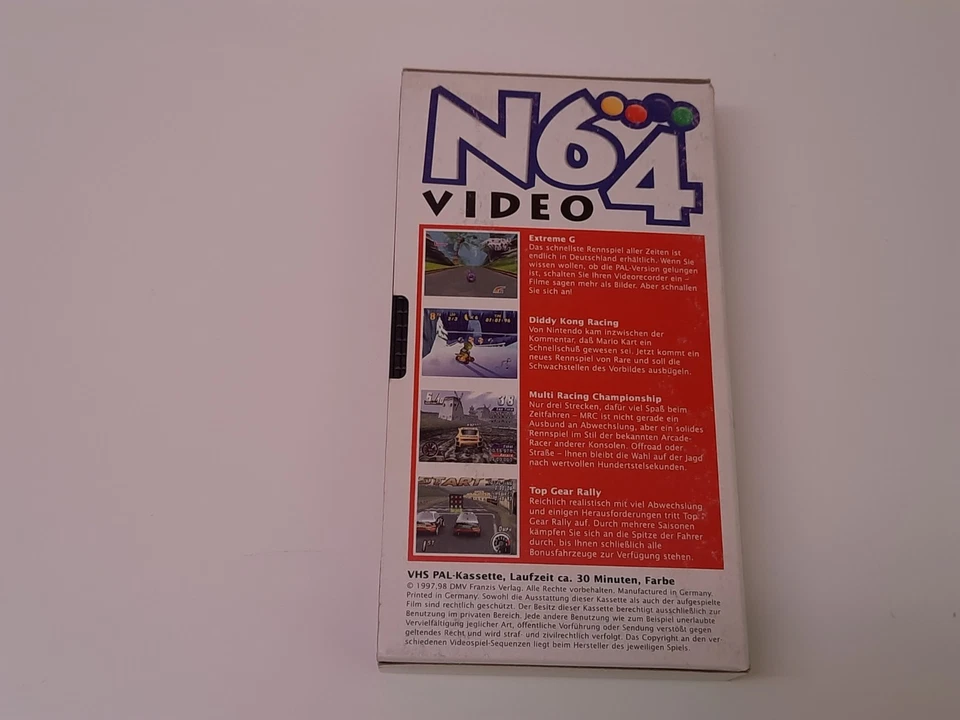 N64
VIDEO
Extreme G
Das schnellste Rennspiel aller Zeiten ist
endlich in Deutschland erhältlich. Wenn Sie
wissen wollen, ob die PAL-Version gelungen
ist, schalten Sie Ihren Videorecorder ein –
Filme sagen mehr als Bilder. Aber schnallen
Sie sich an!
Diddy Kong Racing
Von Nintendo kam inzwischen der
Kommentar, daß Mario Kart ein
Schnellschuß gewesen sei. Jetzt kommt ein
neues Rennspiel von Rare und soll die
Schwachstellen des Vorbildes ausbügeln.
Multi Racing Championship
Nur drei Strecken, dafür viel Spaß beim
Zeitfahren – MRC ist nicht gerade ein
Ausbund an Abwechslung, aber ein solides
Rennspiel im Stil der bekannten Arcade-
Racer anderer Konsolen. Offroad oder
Straße – Ihnen bleibt die Wahl auf der Jagd
nach wertvollen Hundertstelsekunden.
START
1st
Top Gear Rally
Reichlich realistisch mit viel Abwechslung
und einigen Herausforderungen tritt Top
Gear Rally auf. Durch mehrere Saisonen
kämpfen Sie sich an die Spitze der Fahrer
durch, bis Ihnen schließlich alle
Bonusfahrzeuge zur Verfügung stehen.
VHS PAL-Kassette, Laufzeit ca. 30 Minuten, Farbe
© 1997,98 DMV Franzis Verlag. Alle Rechte vorbehalten. Manufactured in Germany.
Printed in Germany. Sowohl die Ausstattung dieser Kassette als auch der aufgespielte
Film sind rechtlich geschützt. Der Besitz dieser Kassette berechtigt ausschließlich zur
Benutzung im privaten Bereich. Jede andere Benutzung wie zum Beispiel unerlaubte
Vervielfältigung jeglicher Art, öffentliche Vorführung oder Sendung verstößt gegen
geltendes Recht und wird straf- und zivilrechtlich verfolgt. Das Copyright an den ver-
schiedenen Videospiel-Sequenzen liegt beim Hersteller des jeweiligen Spiels.